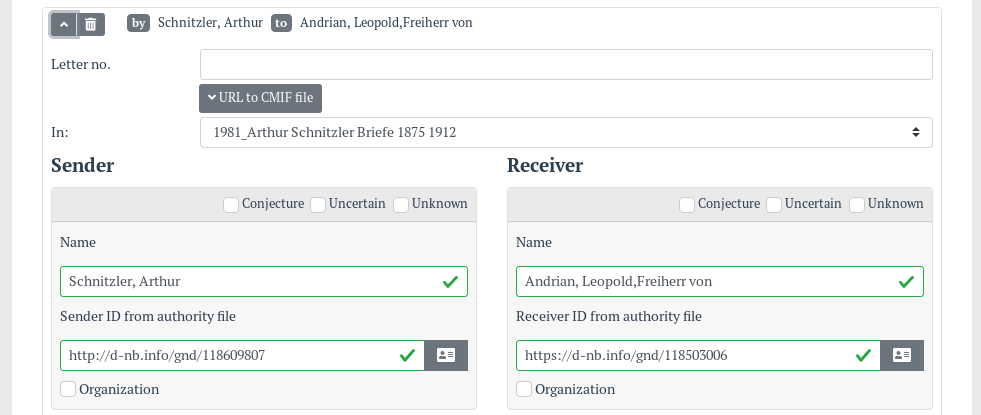 by Schnitzler, Arthur to Andrian, Leopold,Freiherr von
Letter no.
URL to CMIF file
In: 1981_Arthur Schnitzler Briefe 1875 1912
Sender
Conjecture Uncertain Unknown
Name
Schnitzler, Arthur
Sender ID from authority file
http://d-nb.info/gnd/118609807
Organization
Receiver
Conjecture Uncertain Unknown
Name
Andrian, Leopold,Freiherr von
Receiver ID from authority file
https://d-nb.info/gnd/118503006
Organization